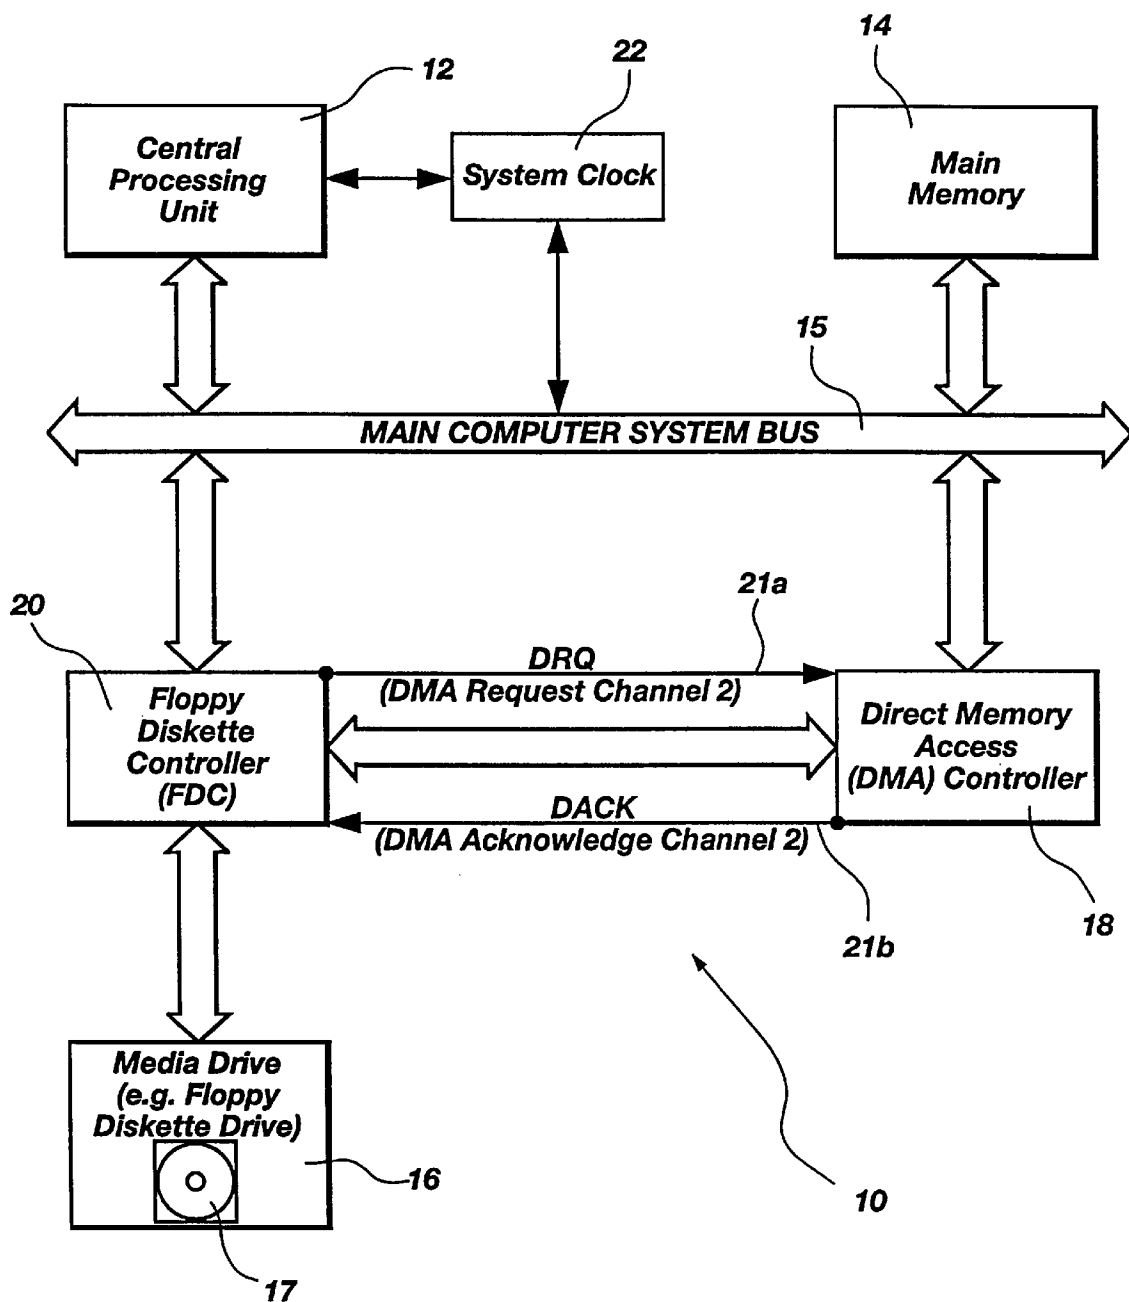 12
22
14
Central
Processing
Unit
System Clock
Main
Memory
15
MAIN COMPUTER SYSTEM BUS
20
21a
DRQ
(DMA Request Channel 2)
Floppy
Diskette
Controller
(FDC)
Direct Memory
Access
(DMA) Controller
DACK
(DMA Acknowledge Channel 2)
18
21b
Media Drive
(e.g. Floppy
Diskette Drive)
16
10
17